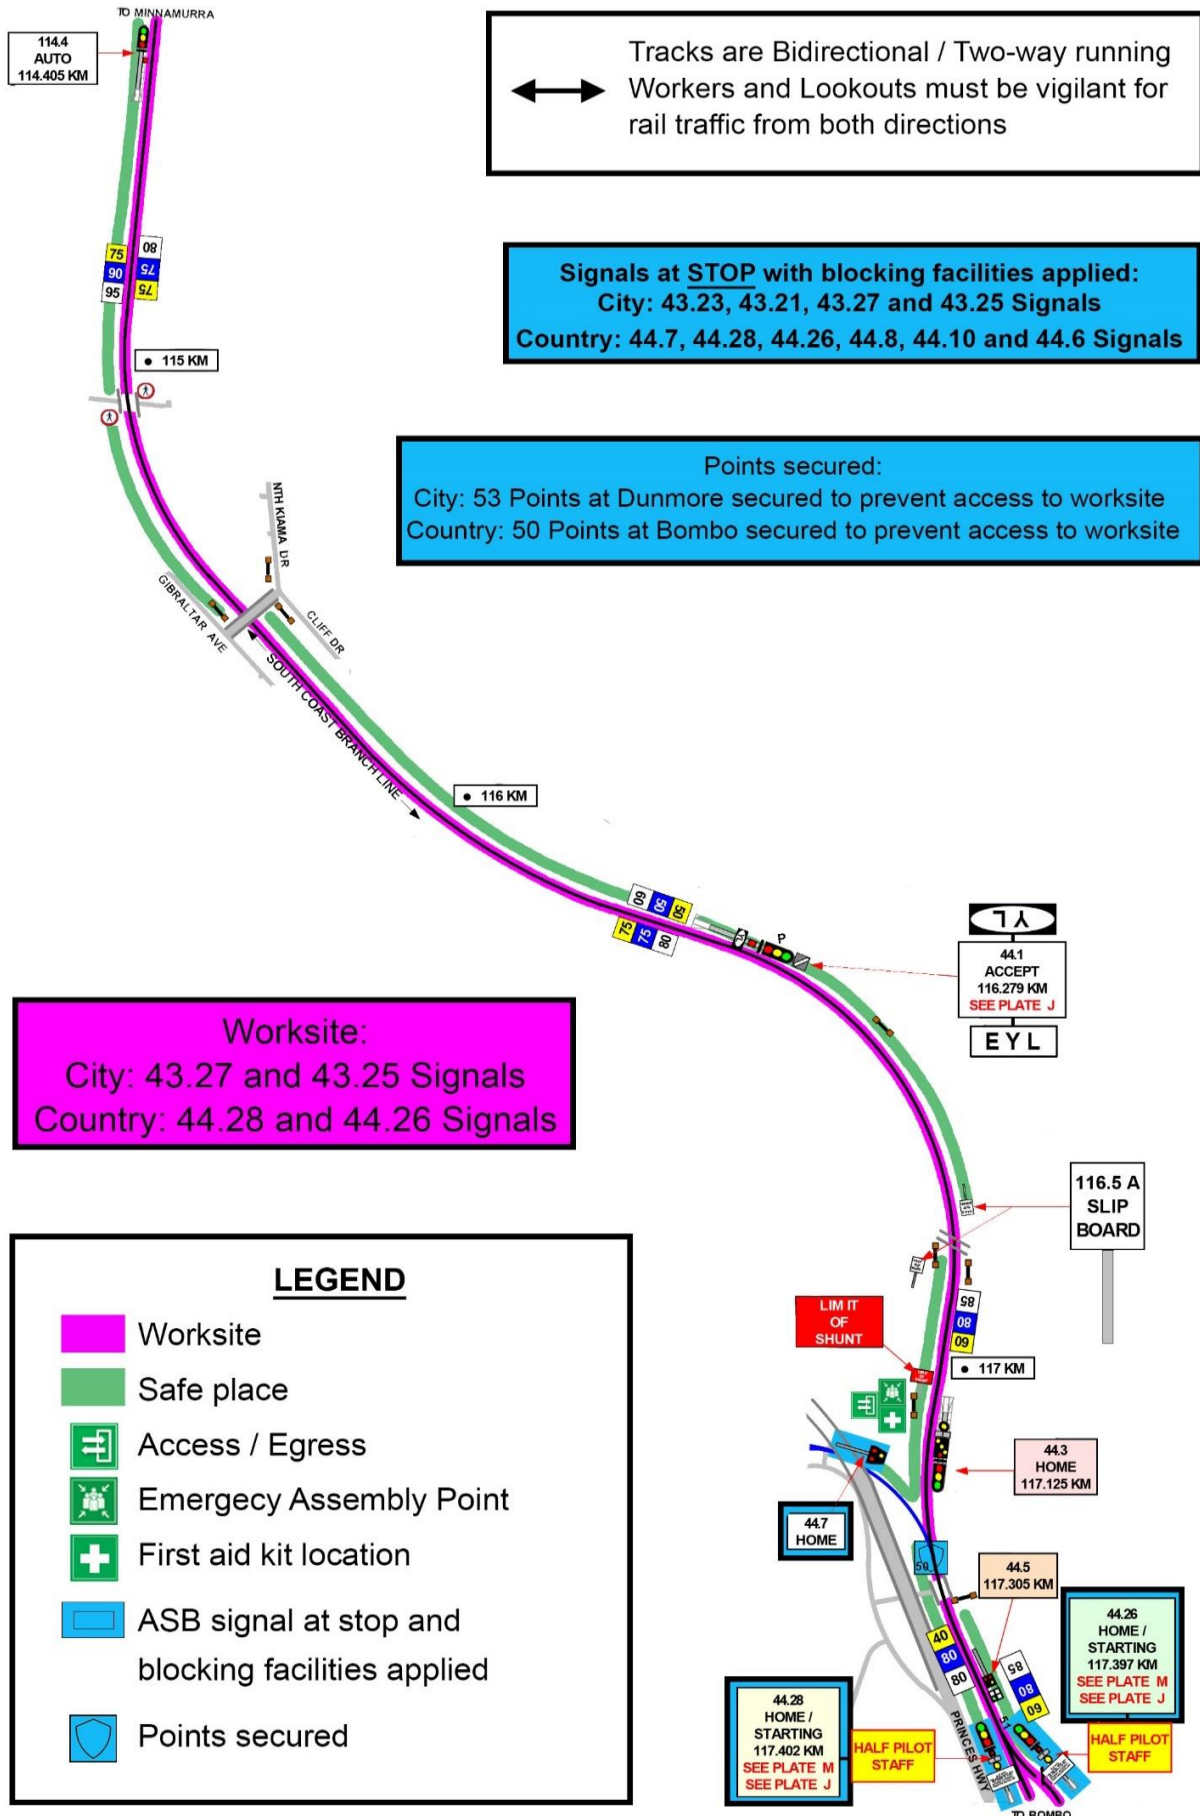 TO MINNAMURRA
114.4
AUTO
114.405 KM
Tracks are Bidirectional / Two-way running
Workers and Lookouts must be vigilant for
rail traffic from both directions
Signals at STOP with blocking facilities applied:
City: 43.23, 43.21, 43.27 and 43.25 Signals
Country: 44.7, 44.28, 44.26, 44.8, 44.10 and 44.6 Signals
75
90
95
80
75
75
115 KM
Points secured:
City: 53 Points at Dunmore secured to prevent access to worksite
Country: 50 Points at Bombo secured to prevent access to worksite
NTH KIAMA DR
GIBRALTAR AVE
CLIFF DR
SOUTH COAST BRANCH LINE
116 KM
60
50
50
75
75
80
P
YL
44.1
ACCEPT
116.279 KM
SEE PLATE J
E Y L
Worksite:
City: 43.27 and 43.25 Signals
Country: 44.28 and 44.26 Signals
116.5 A
SLIP
BOARD
LIM IT
OF
SHUNT
85
80
60
117 KM
44.3
HOME
117.125 KM
44.7
HOME
50
44.5
117.305 KM
40
80
80
85
80
60
51
44.26
HOME /
STARTING
117.397 KM
SEE PLATE M
SEE PLATE J
44.28
HOME /
STARTING
117.402 KM
SEE PLATE M
SEE PLATE J
HALF PILOT
STAFF
HALF PILOT
STAFF
PRINCES HWY
TO BOMBO
LEGEND
Worksite
Safe place
Access / Egress
Emergecy Assembly Point
First aid kit location
ASB signal at stop and
blocking facilities applied
Points secured